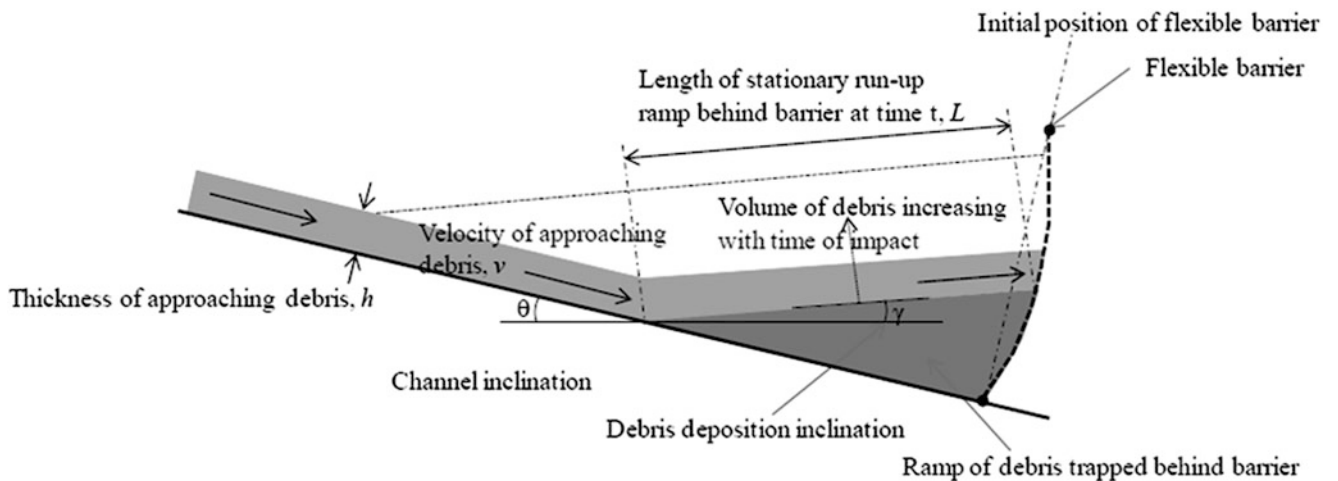 Initial position of flexible barrier
Flexible barrier
Length of stationary run-up
ramp behind barrier at time t, L
Volume of debris increasing
with time of impact
Velocity of approaching
debris, v
Thickness of approaching debris, h
θ
γ
Channel inclination
Debris deposition inclination
Ramp of debris trapped behind barrier